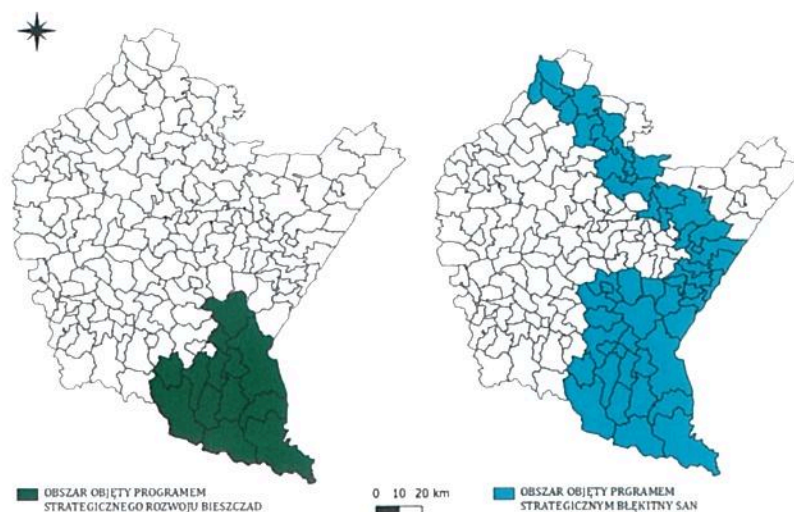 OBSZAR OBJĘTY PROGRAMEM
STRATEGICZNEGO ROZWOJU BIESZCZAD
0 10 20 km
OBSZAR OBJĘTY PRGRAMEM
STRATEGICZNYM BŁĘKITNY SAN